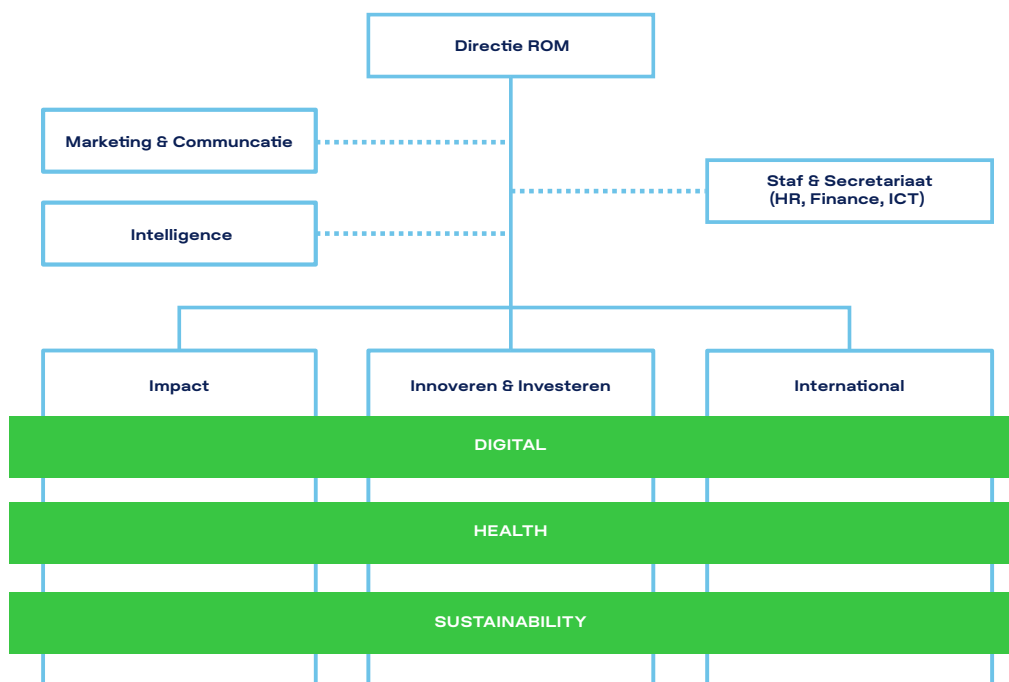 Directie ROM
Marketing & Communcatie
Staf & Secretariaat
(HR, Finance, ICT)
Intelligence
Impact
Innoveren & Investeren
International
DIGITAL
HEALTH
SUSTAINABILITY